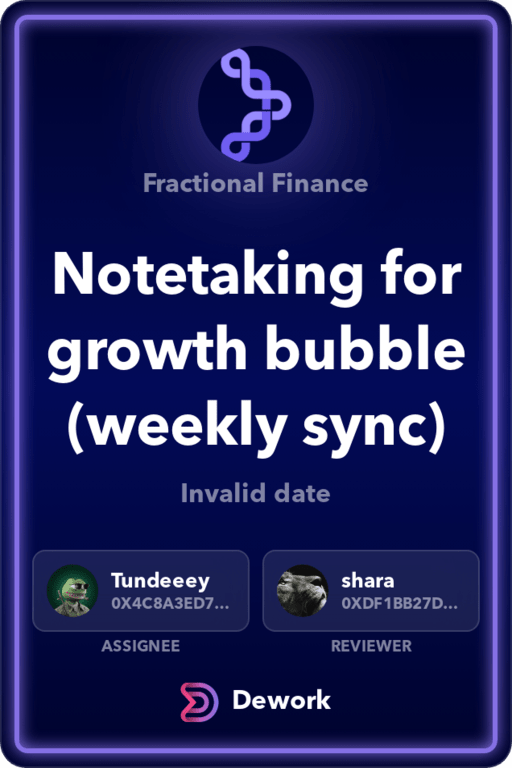 Fractional Finance
Notetaking for
growth bubble
(weekly sync)
Invalid date
Tundeeey
0X4C8A3ED7...
ASSIGNEE
shara
0XDF1BB27D...
REVIEWER
Dework